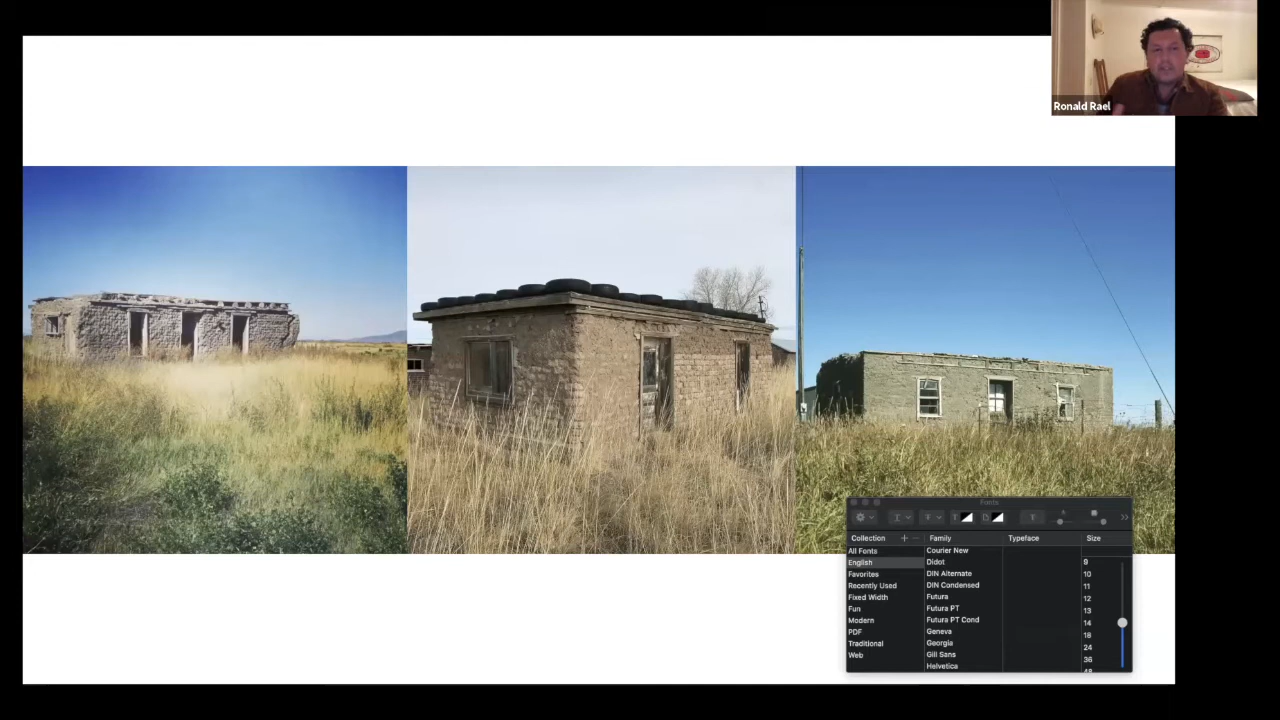 Ronald Rael
Fonts
Collection + − Family Typeface Size
All Fonts
English
Favorites
Recently Used
Fixed Width
Fun
Modern
PDF
Traditional
Web
Courier New
Didot
DIN Alternate
DIN Condensed
Futura
Futura PT
Futura PT Cond
Geneva
Georgia
Gill Sans
Helvetica
9
10
11
12
13
14
18
24
36
48